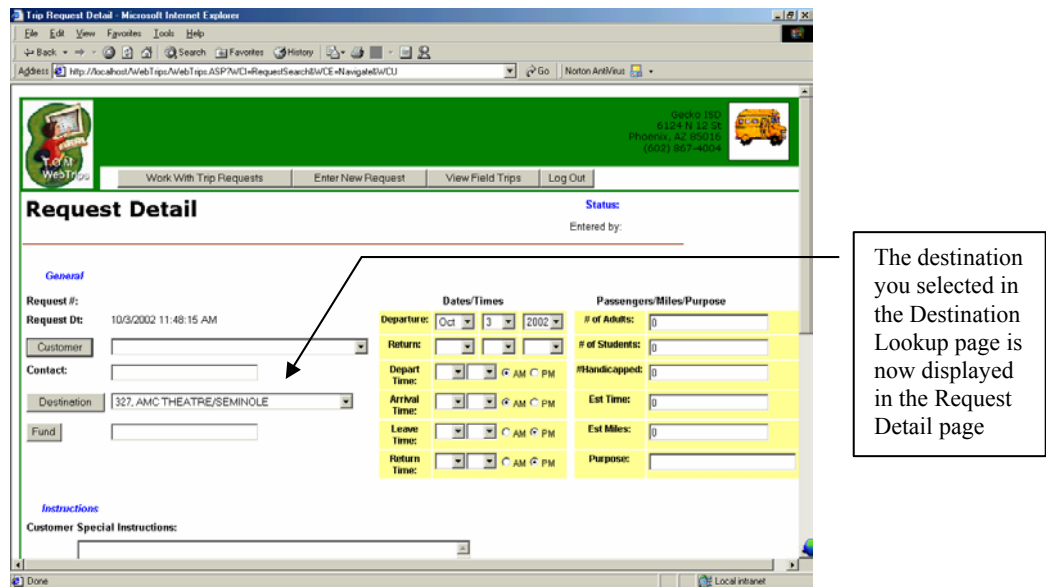 Trip Request Detail - Microsoft Internet Explorer
File Edit View Favorites Tools Help
Back Search Favorites History
Address http://localhost/WebTrips/WebTrips.ASP?WCI=RequestSearch&WCE=Navigate&WCU Go Norton AntiVirus
T.O.M
WebTrips
Gecko ISD
6124 N 12 St
Phoenix, AZ 85016
(602) 867-4004
Work With Trip Requests Enter New Request View Field Trips Log Out
Request Detail
Status:
Entered by:
General
Request #:
Dates/Times
Passengers/Miles/Purpose
Request Dt: 10/3/2002 11:48:15 AM
Departure: Oct 3 2002
# of Adults: 0
Customer
Return:
# of Students: 0
Contact:
Depart Time: AM PM
#Handicapped: 0
Destination 327, AMC THEATRE/SEMINOLE
Arrival Time: AM PM
Est Time: 0
Fund
Leave Time: AM PM
Est Miles: 0
Return Time: AM PM
Purpose:
Instructions
Customer Special Instructions:
Done
Local intranet
The destination
you selected in
the Destination
Lookup page is
now displayed
in the Request
Detail page